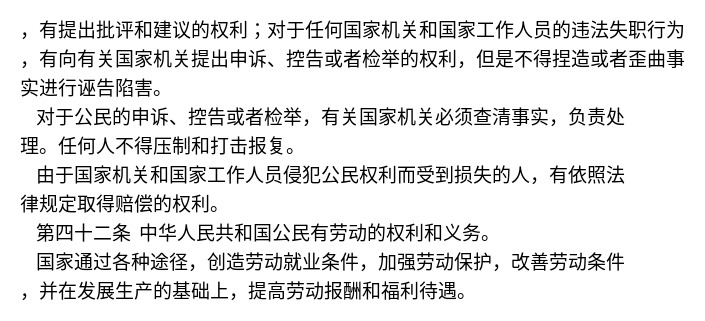 ，有提出批评和建议的权利；对于任何国家机关和国家工作人员的违法失职行为
，有向有关国家机关提出申诉、控告或者检举的权利，但是不得捏造或者歪曲事
实进行诬告陷害。
对于公民的申诉、控告或者检举，有关国家机关必须查清事实，负责处
理。任何人不得压制和打击报复。
由于国家机关和国家工作人员侵犯公民权利而受到损失的人，有依照法
律规定取得赔偿的权利。
第四十二条 中华人民共和国公民有劳动的权利和义务。
国家通过各种途径，创造劳动就业条件，加强劳动保护，改善劳动条件
，并在发展生产的基础上，提高劳动报酬和福利待遇。